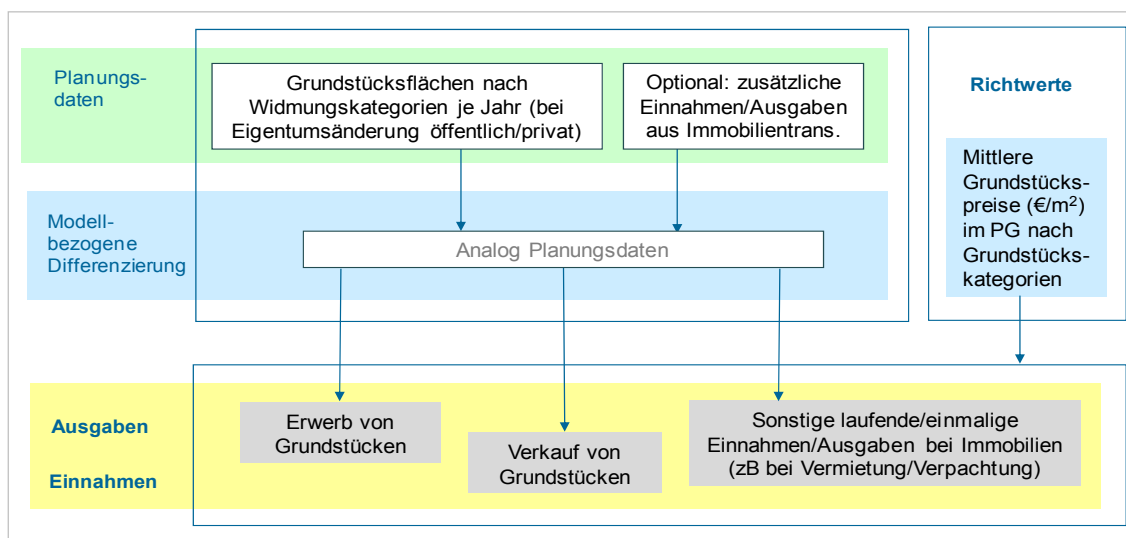 Planungs-
daten
Grundstücksflächen nach
Widmungskategorien je Jahr (bei
Eigentumsänderung öffentlich/privat)
Optional: zusätzliche
Einnahmen/Ausgaben
aus Immobilientrans.
Richtwerte
Mittlere
Grundstücks-
preise (€/m²)
im PG nach
Grundstücks-
kategorien
Modell-
bezogene
Differenzierung
Analog Planungsdaten
Ausgaben
Einnahmen
Erwerb von
Grundstücken
Verkauf von
Grundstücken
Sonstige laufende/einmalige
Einnahmen/Ausgaben bei Immobilien
(zB bei Vermietung/Verpachtung)